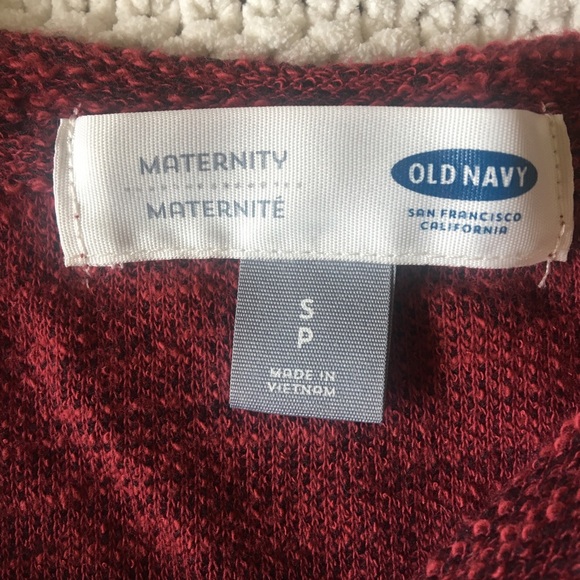 MATERNITY
MATERNITÉ
OLD NAVY
SAN FRANCISCO
CALIFORNIA
S
P
MADE IN
VIETNAM